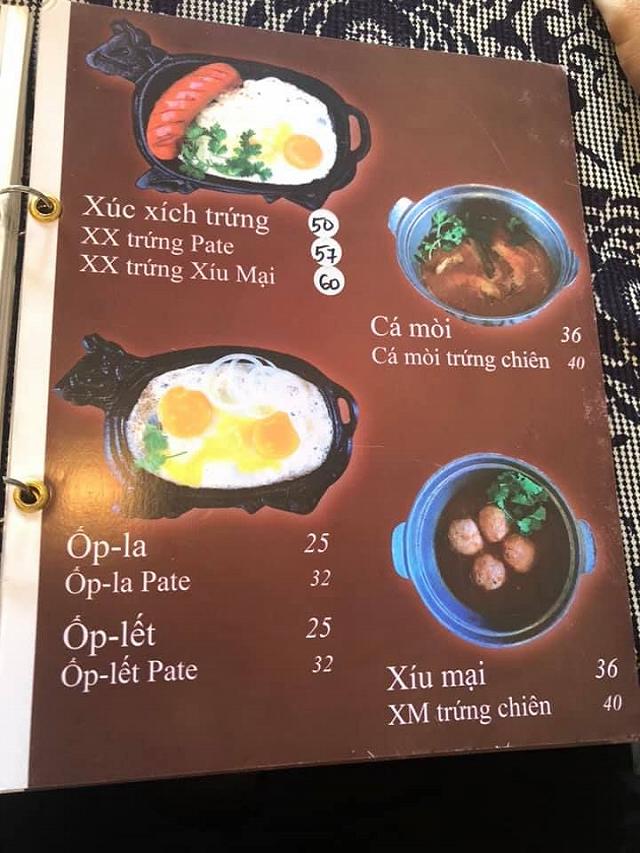 Xúc xích trứng 50
XX trứng Pate 57
XX trứng Xíu Mại 60
Cá mòi 36
Cá mòi trứng chiên 40
Ốp-la 25
Ốp-la Pate 32
Ốp-lết 25
Ốp-lết Pate 32
Xíu mại 36
XM trứng chiên 40